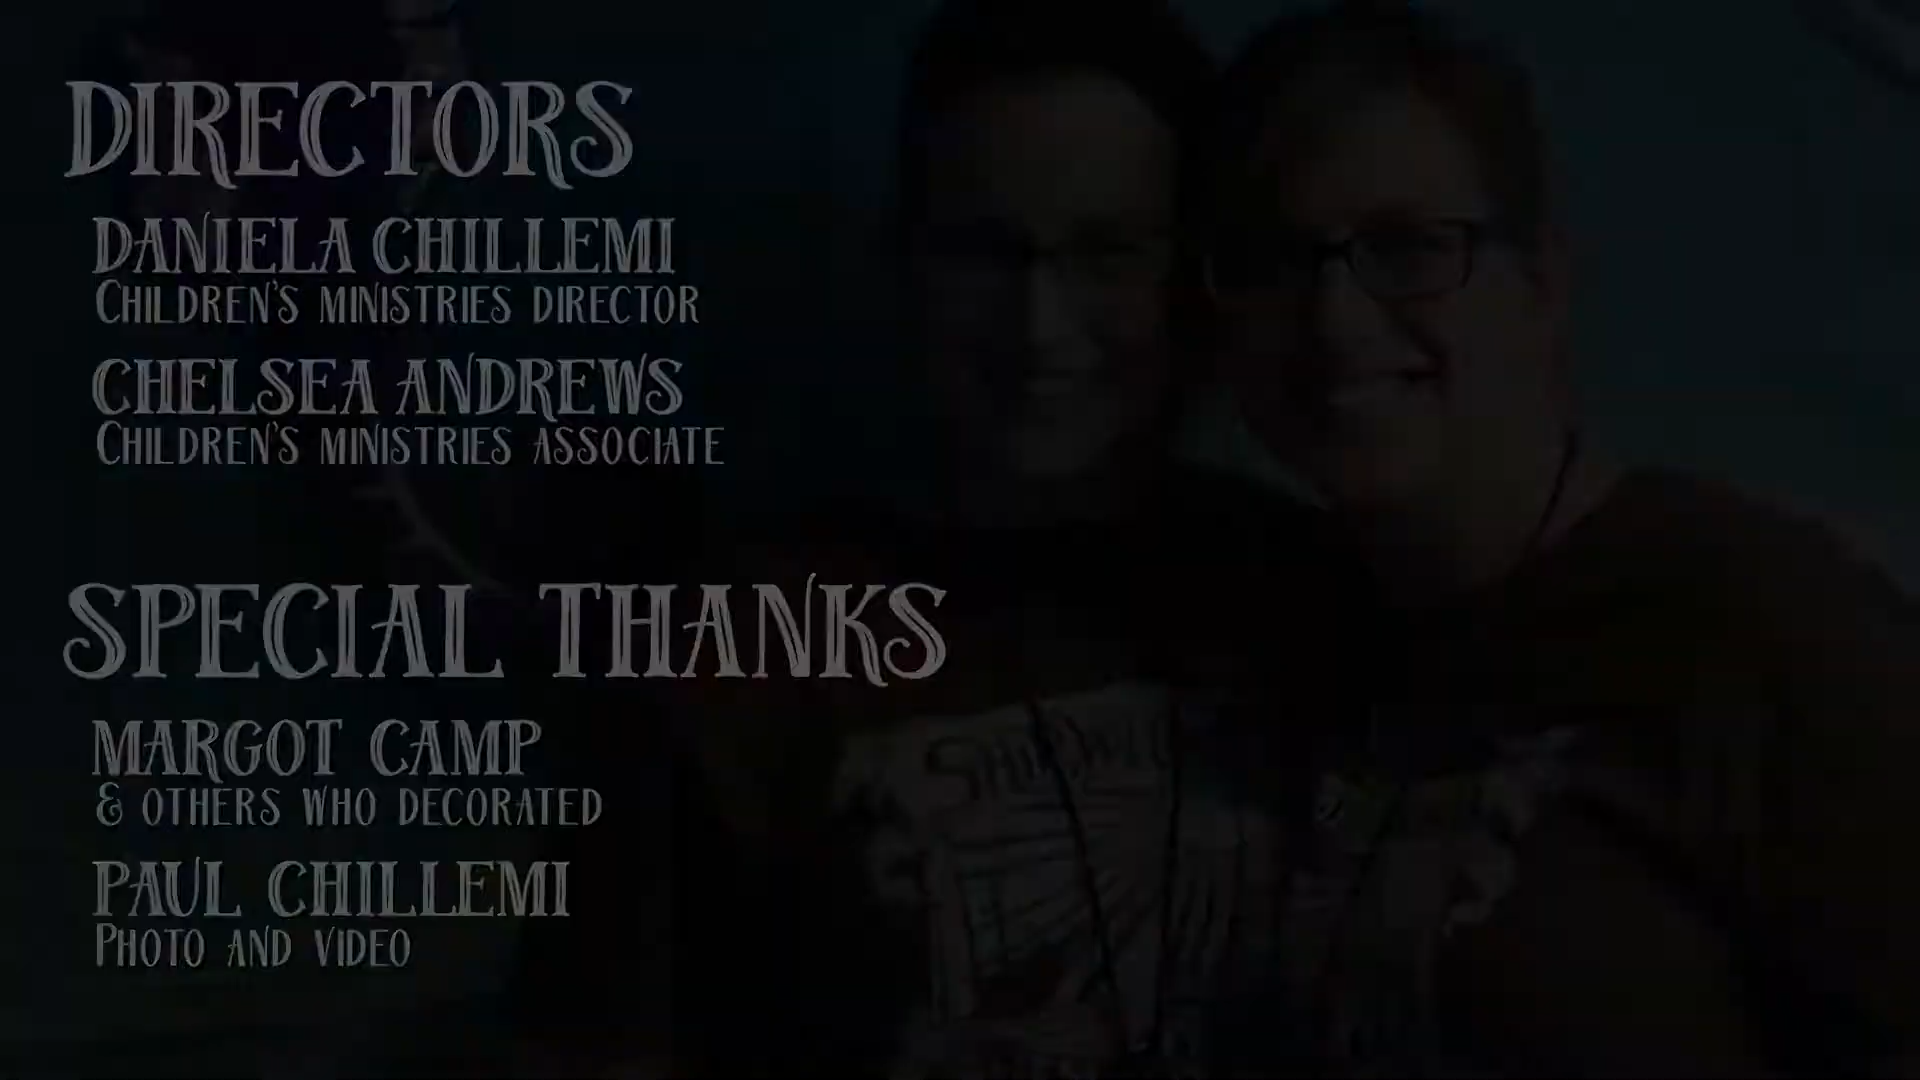 DIRECTORS
DANIELA CHILLEMI
CHILDREN'S MINISTRIES DIRECTOR
CHELSEA ANDREWS
CHILDREN'S MINISTRIES ASSOCIATE
SPECIAL THANKS
MARGOT CAMP
& OTHERS WHO DECORATED
PAUL CHILLEMI
PHOTO AND VIDEO